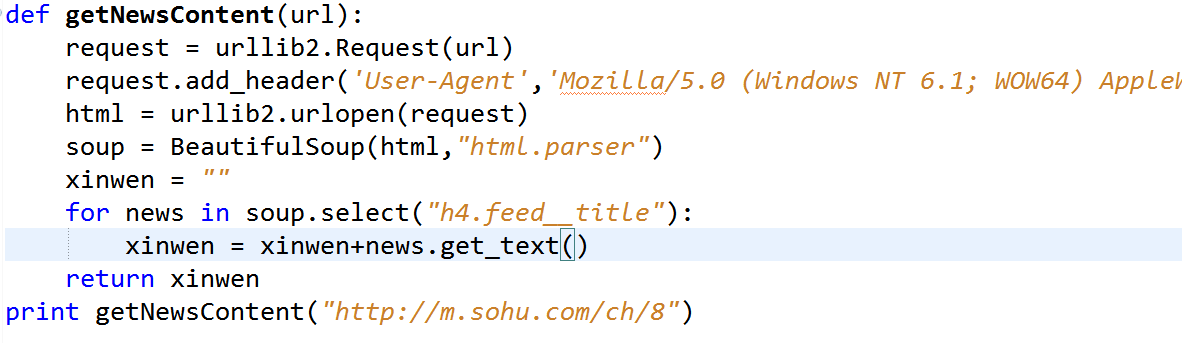 def getNewsContent(url):
    request = urllib2.Request(url)
    request.add_header('User-Agent','Mozilla/5.0 (Windows NT 6.1; WOW64) AppleW
    html = urllib2.urlopen(request)
    soup = BeautifulSoup(html,"html.parser")
    xinwen = ""
    for news in soup.select("h4.feed__title"):
        xinwen = xinwen+news.get_text()
    return xinwen
print getNewsContent("http://m.sohu.com/ch/8")